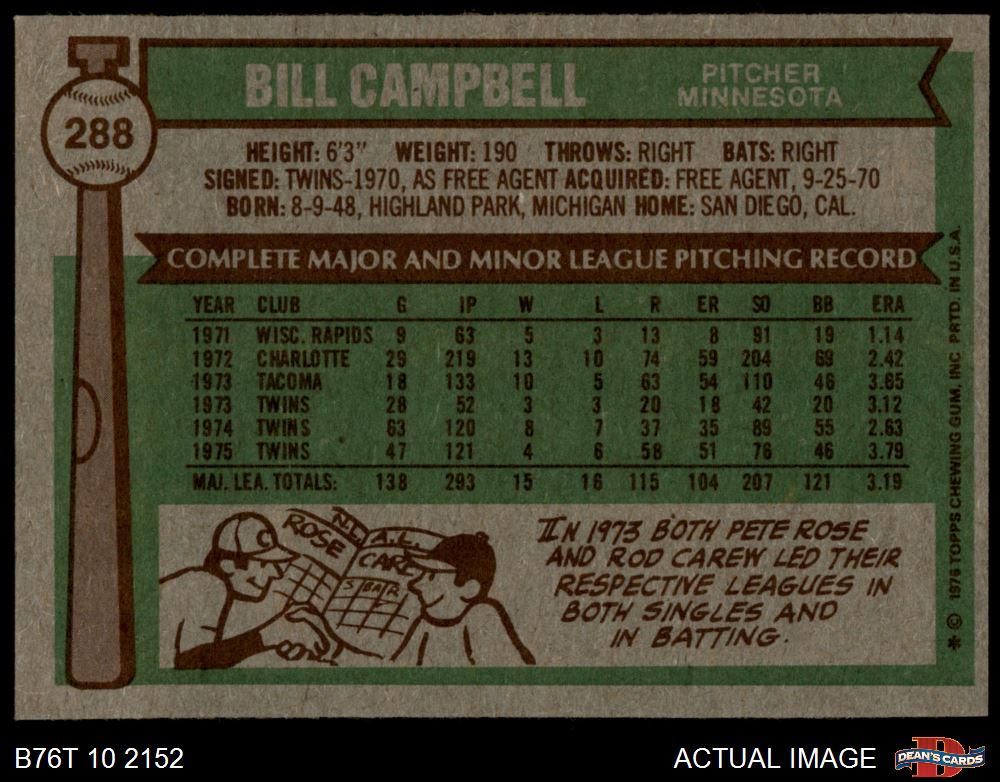 288
BILL CAMPBELL
PITCHER
MINNESOTA
HEIGHT: 6'3" WEIGHT: 190 THROWS: RIGHT BATS: RIGHT
SIGNED: TWINS-1970, AS FREE AGENT ACQUIRED: FREE AGENT, 9-25-70
BORN: 8-9-48, HIGHLAND PARK, MICHIGAN HOME: SAN DIEGO, CAL.
COMPLETE MAJOR AND MINOR LEAGUE PITCHING RECORD
YEAR CLUB G IP W L R ER SO BB ERA
1971 WISC. RAPIDS 9 63 5 3 13 8 91 19 1.14
1972 CHARLOTTE 29 219 13 10 74 59 204 69 2.42
1973 TACOMA 18 133 10 5 63 54 110 46 3.65
1973 TWINS 28 52 3 3 20 18 42 20 3.12
1974 TWINS 63 120 8 7 37 35 89 55 2.63
1975 TWINS 47 121 4 6 58 51 76 46 3.79
MAJ. LEA. TOTALS: 138 293 15 16 115 104 207 121 3.19
C
N.L.
ROSE
A.L.
CARE
IN 1973 BOTH PETE ROSE
AND ROD CAREW LED THEIR
RESPECTIVE LEAGUES IN
BOTH SINGLES AND
IN BATTING.
* © 1976 TOPPS CHEWING GUM, INC. PRTD. IN U.S.A.
B76T 10 2152
ACTUAL IMAGE
D
DEAN'S CARDS